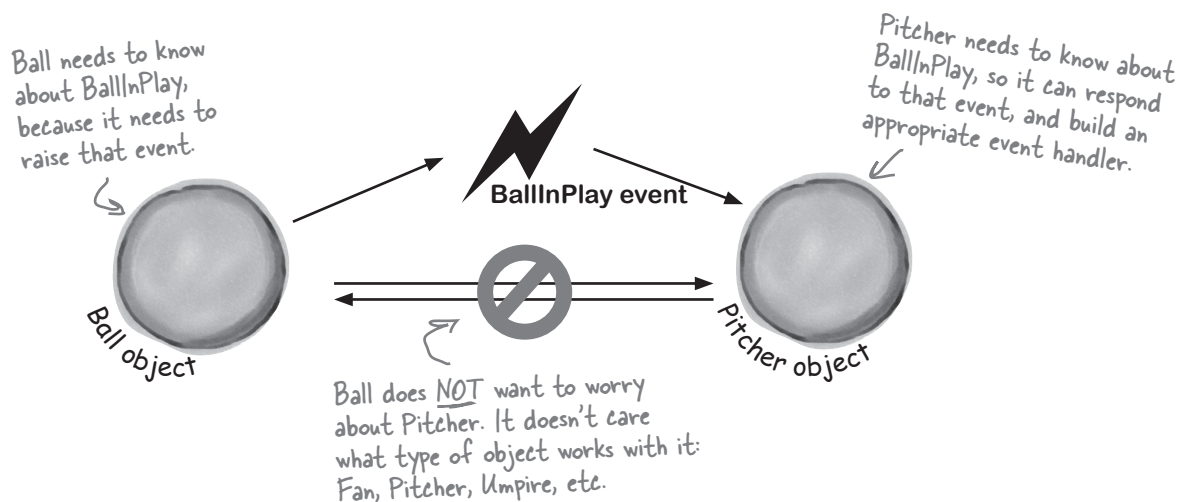 Ball needs to know
about BallInPlay,
because it needs to
raise that event.
Pitcher needs to know about
BallInPlay, so it can respond
to that event, and build an
appropriate event handler.
BallInPlay event
Ball object
Pitcher object
Ball does NOT want to worry
about Pitcher. It doesn't care
what type of object works with it:
Fan, Pitcher, Umpire, etc.